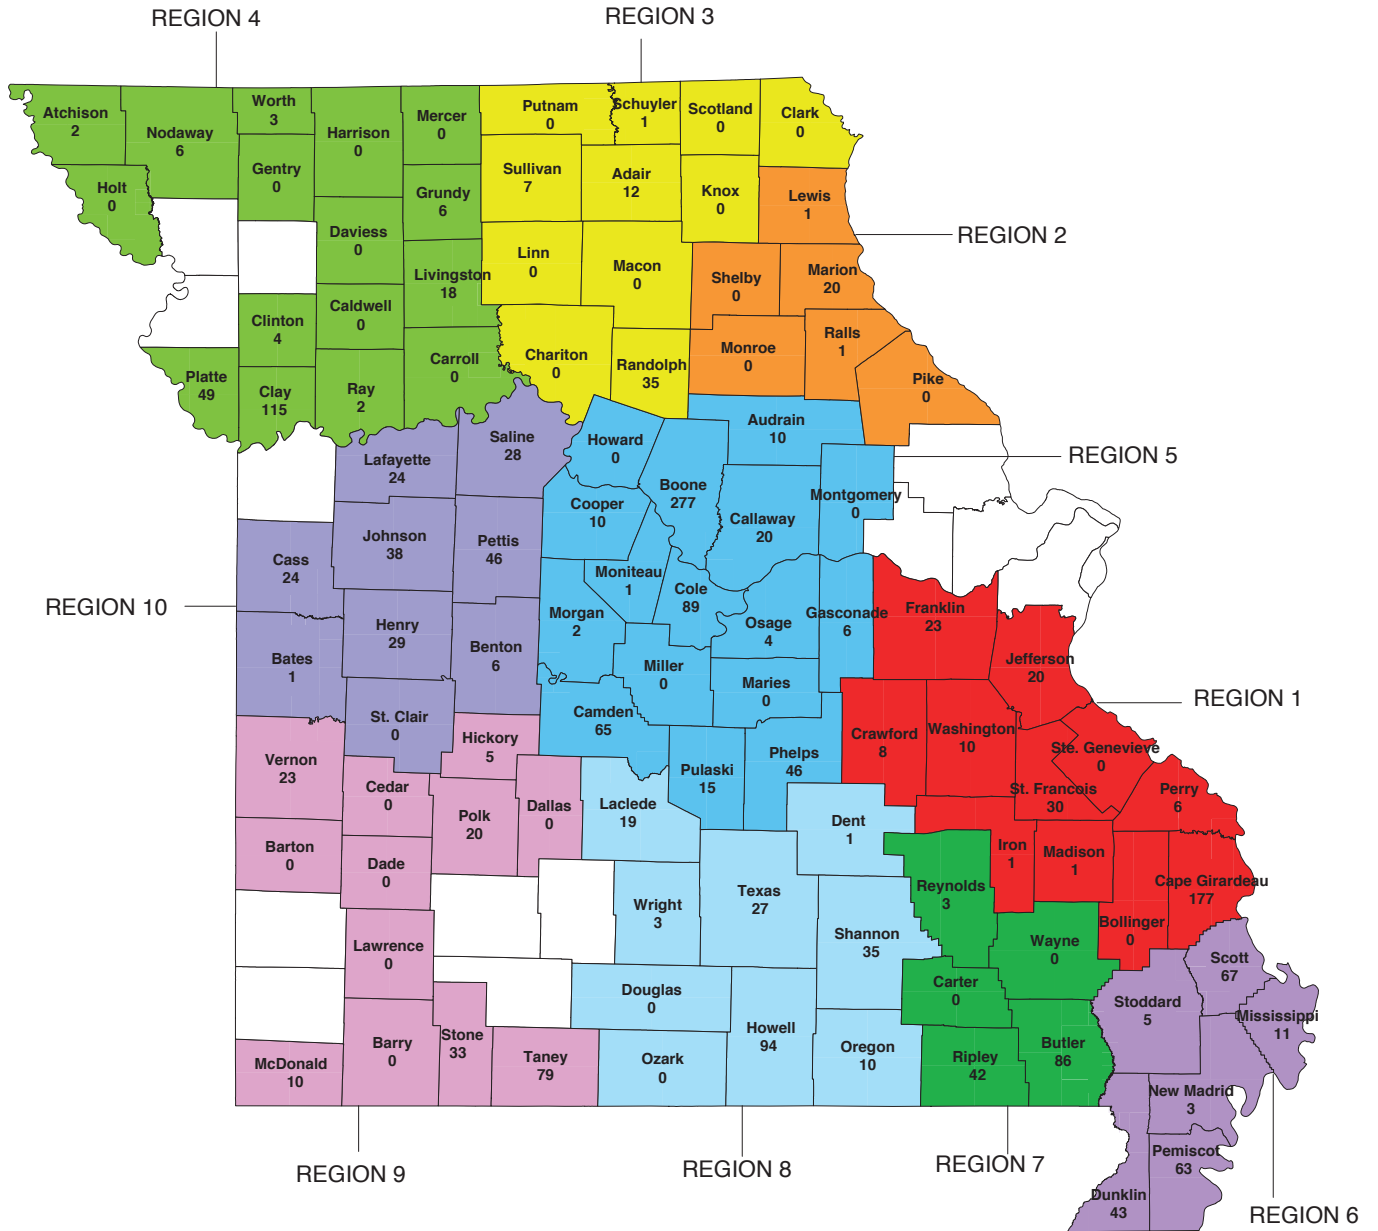 REGION 4
REGION 3
Atchison
2
Nodaway
6
Worth
3
Harrison
0
Mercer
0
Putnam
0
Schuyler
1
Scotland
0
Clark
0
Holt
0
Gentry
0
Grundy
6
Sullivan
7
Adair
12
Knox
0
Lewis
1
REGION 2
Daviess
0
Livingston
18
Linn
0
Macon
0
Shelby
0
Marion
20
Clinton
4
Caldwell
0
Carroll
0
Chariton
0
Randolph
35
Monroe
0
Ralls
1
Pike
0
Platte
49
Clay
115
Ray
2
Saline
28
Lafayette
24
Howard
0
Audrain
10
REGION 5
Boone
277
Montgomery
0
Cooper
10
Callaway
20
Johnson
38
Pettis
46
Cass
24
REGION 10
Moniteau
1
Cole
89
Morgan
2
Osage
4
Gasconade
6
Franklin
23
Henry
29
Benton
6
Bates
1
Miller
0
Maries
0
Jefferson
20
REGION 1
St. Clair
0
Hickory
5
Camden
65
Crawford
8
Washington
10
Ste. Genevieve
0
Vernon
23
Cedar
0
Polk
20
Dallas
0
Laclede
19
Pulaski
15
Phelps
46
St. Francois
30
Perry
6
Dent
1
Barton
0
Dade
0
Iron
1
Madison
1
Cape Girardeau
177
Reynolds
3
Texas
27
Wright
3
Shannon
35
Wayne
0
Bollinger
0
Lawrence
0
Scott
67
Douglas
0
Carter
0
Stoddard
5
Mississippi
11
Howell
94
Barry
0
Stone
33
Taney
79
McDonald
10
Ozark
0
Oregon
10
Ripley
42
Butler
86
New Madrid
3
Pemiscot
63
Dunklin
43
REGION 9
REGION 8
REGION 7
REGION 6